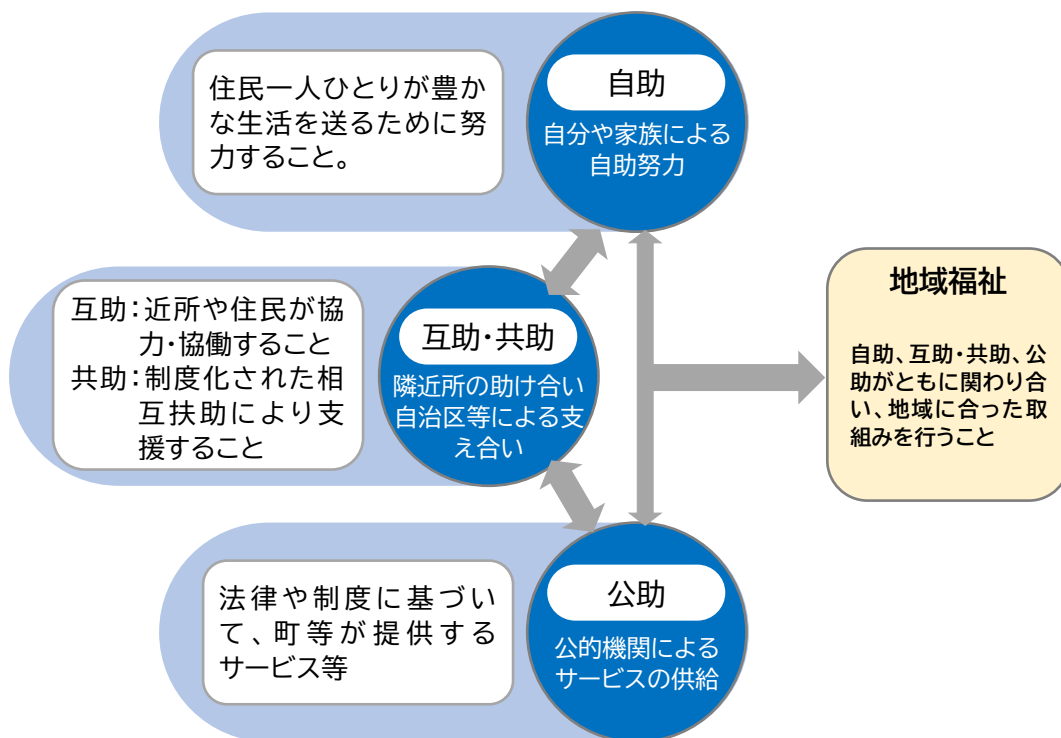 住民一人ひとりが豊か
な生活を送るために努
力すること。
自助
自分や家族による
自助努力
互助：近所や住民が協
力・協働すること
共助：制度化された相
互扶助により支
援すること
互助・共助
隣近所の助け合い
自治区等による支
え合い
地域福祉
自助、互助・共助、公
助がともに関わり合
い、地域に合った取
組みを行うこと
法律や制度に基づい
て、町等が提供する
サービス等
公助
公的機関による
サービスの供給